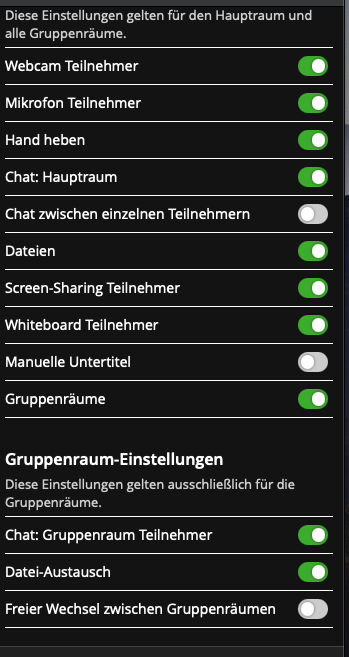 Diese Einstellungen gelten für den Hauptraum und
alle Gruppenräume.
Webcam Teilnehmer
Mikrofon Teilnehmer
Hand heben
Chat: Hauptraum
Chat zwischen einzelnen Teilnehmern
Dateien
Screen-Sharing Teilnehmer
Whiteboard Teilnehmer
Manuelle Untertitel
Gruppenräume
Gruppenraum-Einstellungen
Diese Einstellungen gelten ausschließlich für die
Gruppenräume.
Chat: Gruppenraum Teilnehmer
Datei-Austausch
Freier Wechsel zwischen Gruppenräumen